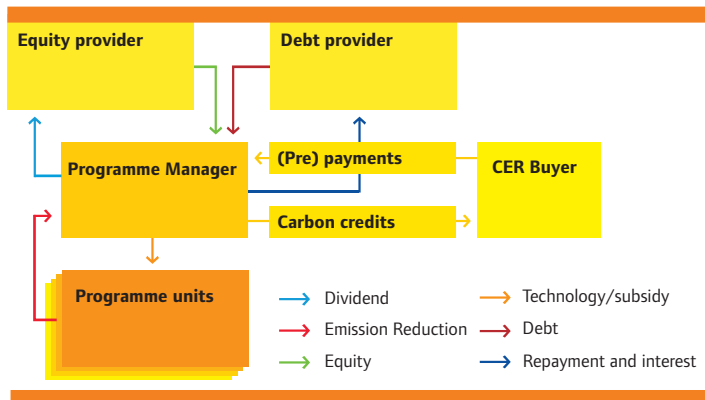 Equity provider
Debt provider
(Pre) payments
Programme Manager
CER Buyer
Carbon credits
Programme units
Dividend
Technology/subsidy
Emission Reduction
Debt
Equity
Repayment and interest